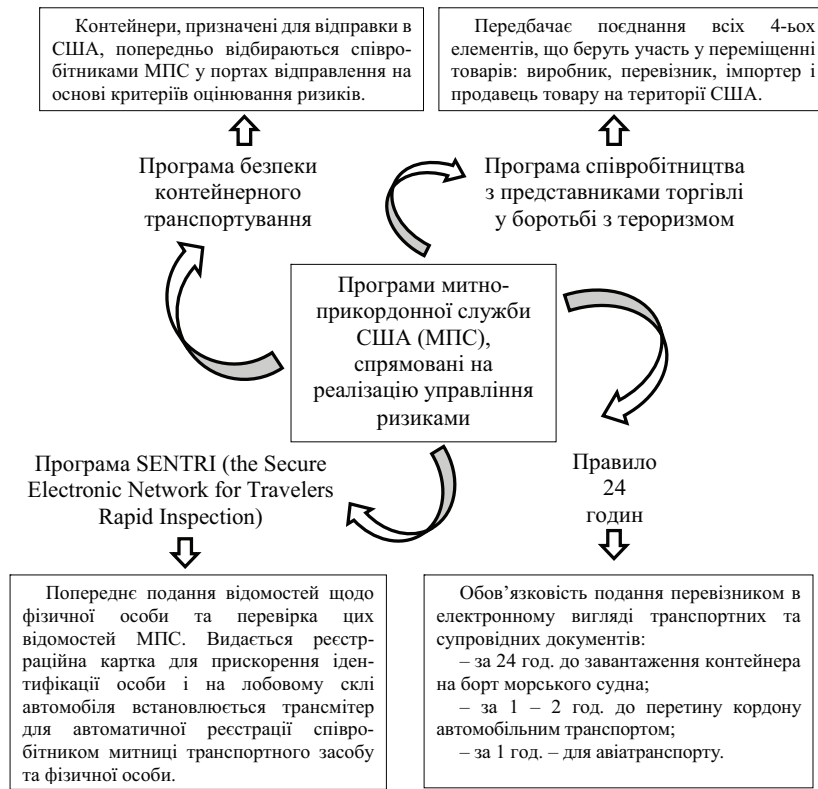 Контейнери, призначені для відправки в
США, попередньо відбираються співро-
бітниками МПС у портах відправлення на
основі критеріїв оцінювання ризиків.
Передбачає поєднання всіх 4-ьох
елементів, що беруть участь у переміщенні
товарів: виробник, перевізник, імпортер і
продавець товару на території США.
Програма безпеки
контейнерного
транспортування
Програма співробітництва
з представниками торгівлі
у боротьбі з тероризмом
Програми митно-
прикордонної служби
США (МПС),
спрямовані на
реалізацію управління
ризиками
Програма SENTRI (the Secure
Electronic Network for Travelers
Rapid Inspection)
Правило
24
годин
Попереднє подання відомостей щодо
фізичної особи та перевірка цих
відомостей МПС. Видається реєстр-
раційна картка для прискорення іден-
тифікації особи і на лобовому склі
автомобіля встановлюється трансмітер
для автоматичної реєстрації співро-
бітником митниці транспортного засобу
та фізичної особи.
Обов’язковість подання перевізником в
електронному вигляді транспортних та
супровідних документів:
– за 24 год. до завантаження контейнера
на борт морського судна;
– за 1 – 2 год. до перетину кордону
автомобільним транспортом;
– за 1 год. – для авіатранспорту.